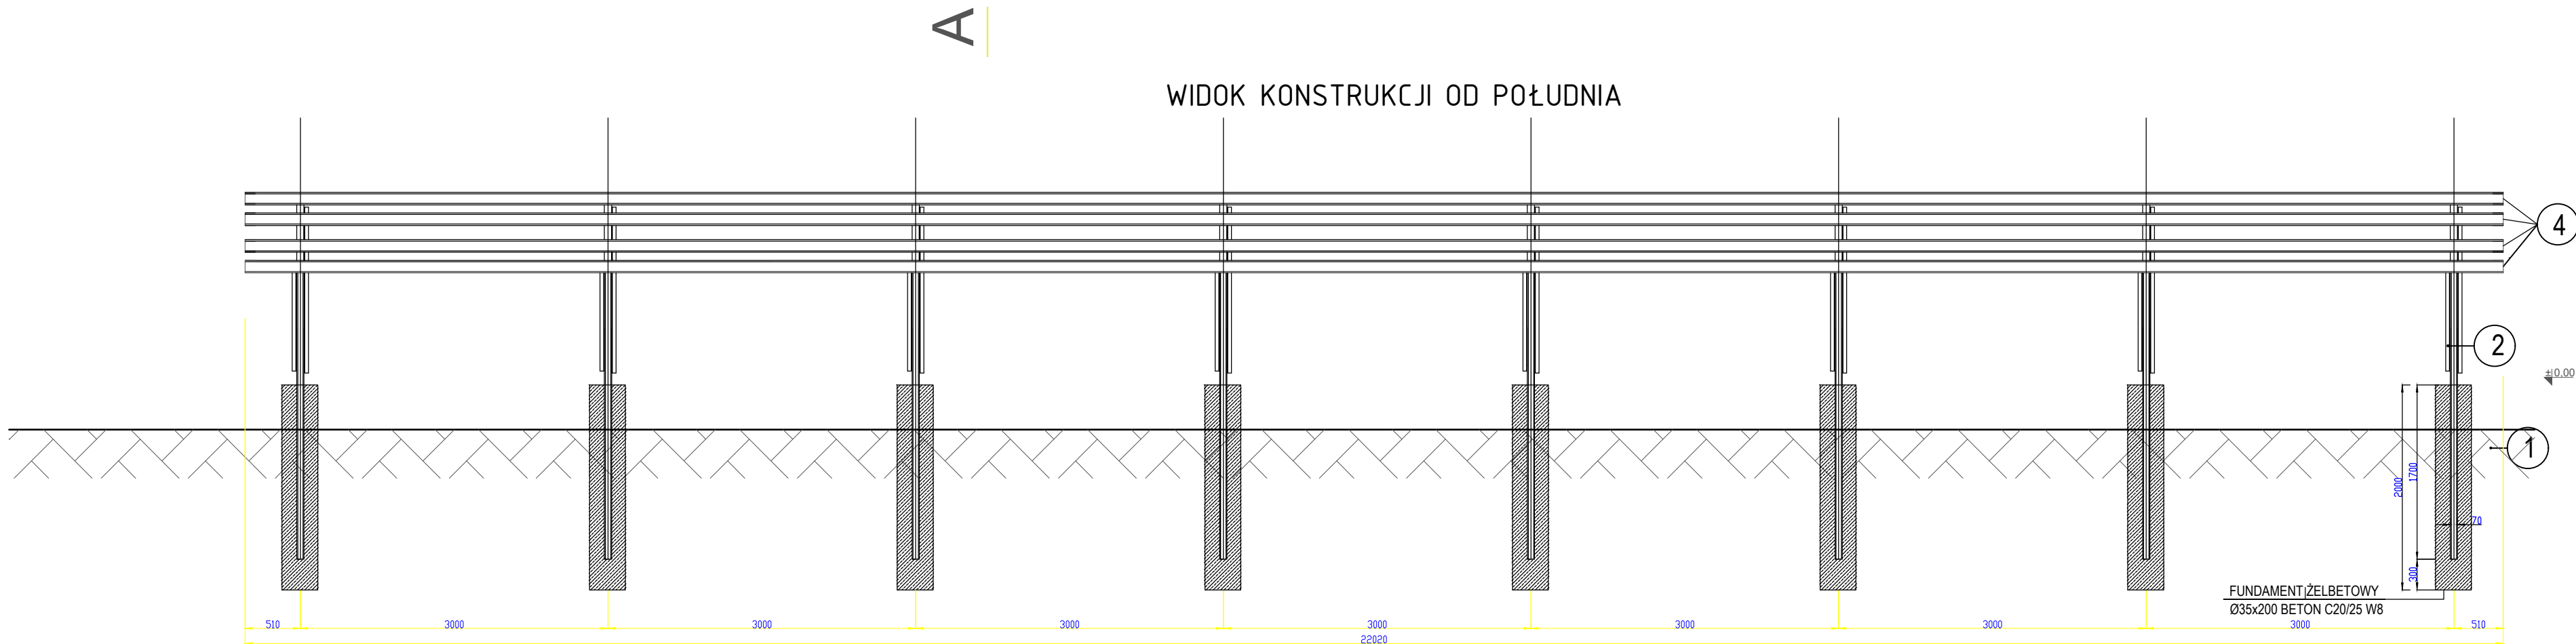 A
WIDOK KONSTRUKCJI OD POŁUDNIA
4
2
±0.00
1
2000
1700
70
300
FUNDAMENT ŻELBETOWY
Ø35x200 BETON C20/25 W8
510 3000 3000 3000 3000 3000 3000 3000 510
22020